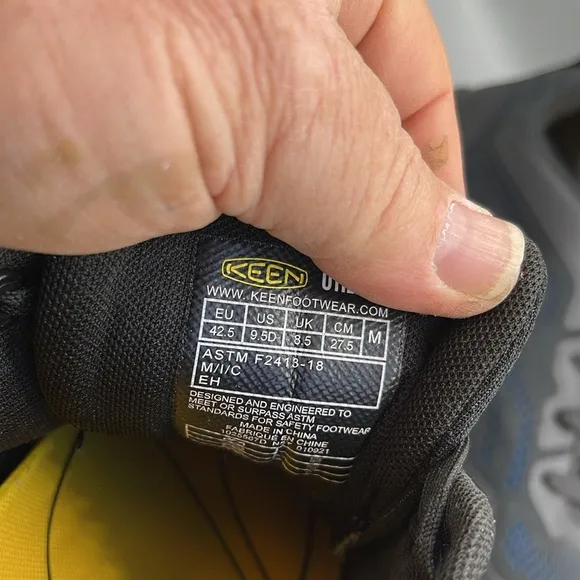 KEEN
WWW.KEENFOOTWEAR.COM
EU US UK CM M
42.5 9.5D 8.5 27.5
ASTM F2413-18
M/I/C
EH
DESIGNED AND ENGINEERED TO
MEET OR SURPASS ASTM
STANDARDS FOR SAFETY FOOTWEAR
MADE IN CHINA
FABRIQUÉ EN CHINE
010921